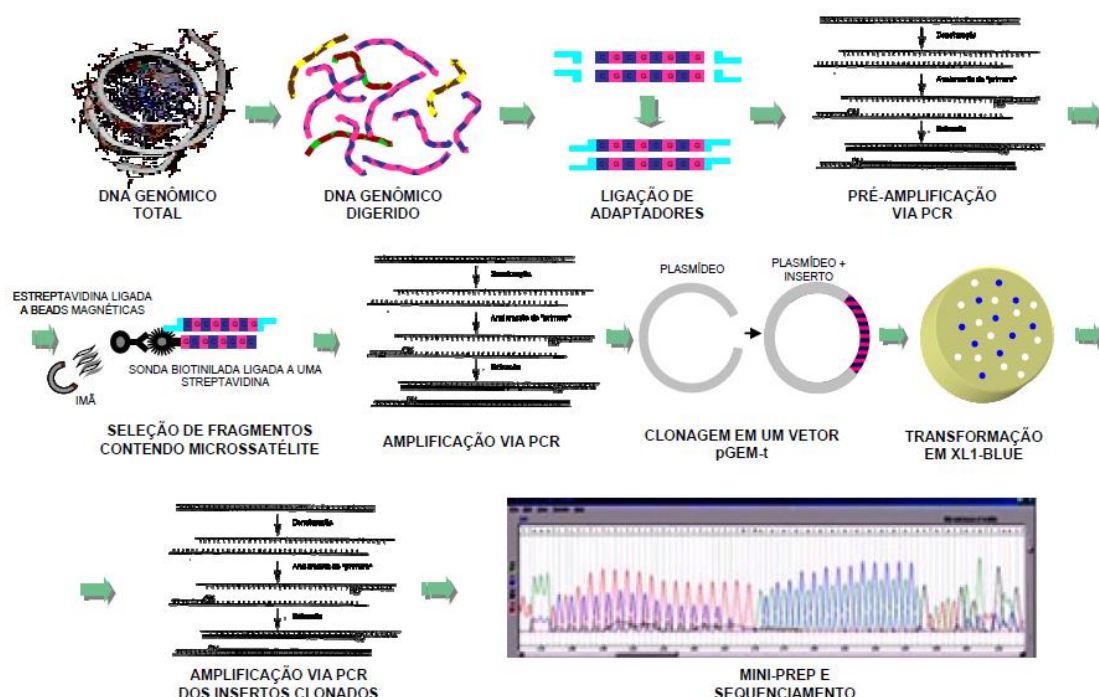 DNA GENÔMICO
TOTAL
DNA GENÔMICO
DIGERIDO
LIGAÇÃO DE
ADAPTADORES
Desnaturação
PRÉ-AMPLIFICAÇÃO
VIA PCR
ESTREPTAVIDINA LIGADA
A BEADS MAGNÉTICAS
IMÃ
SONDA BIOTINILADA LIGADA A UMA
STREPTAVIDINA
SELEÇÃO DE FRAGMENTOS
CONTENDO MICROSSATÉLITE
AMPLIFICAÇÃO VIA PCR
PLASMÍDEO
PLASMÍDEO +
INSERTO
CLONAGEM EM UM VETOR
pGEM-t
TRANSFORMAÇÃO
EM XL1-BLUE
AMPLIFICAÇÃO VIA PCR
DOS INSERTOS CLONADOS
MINI-PREP E
SEQUENCIAMENTO